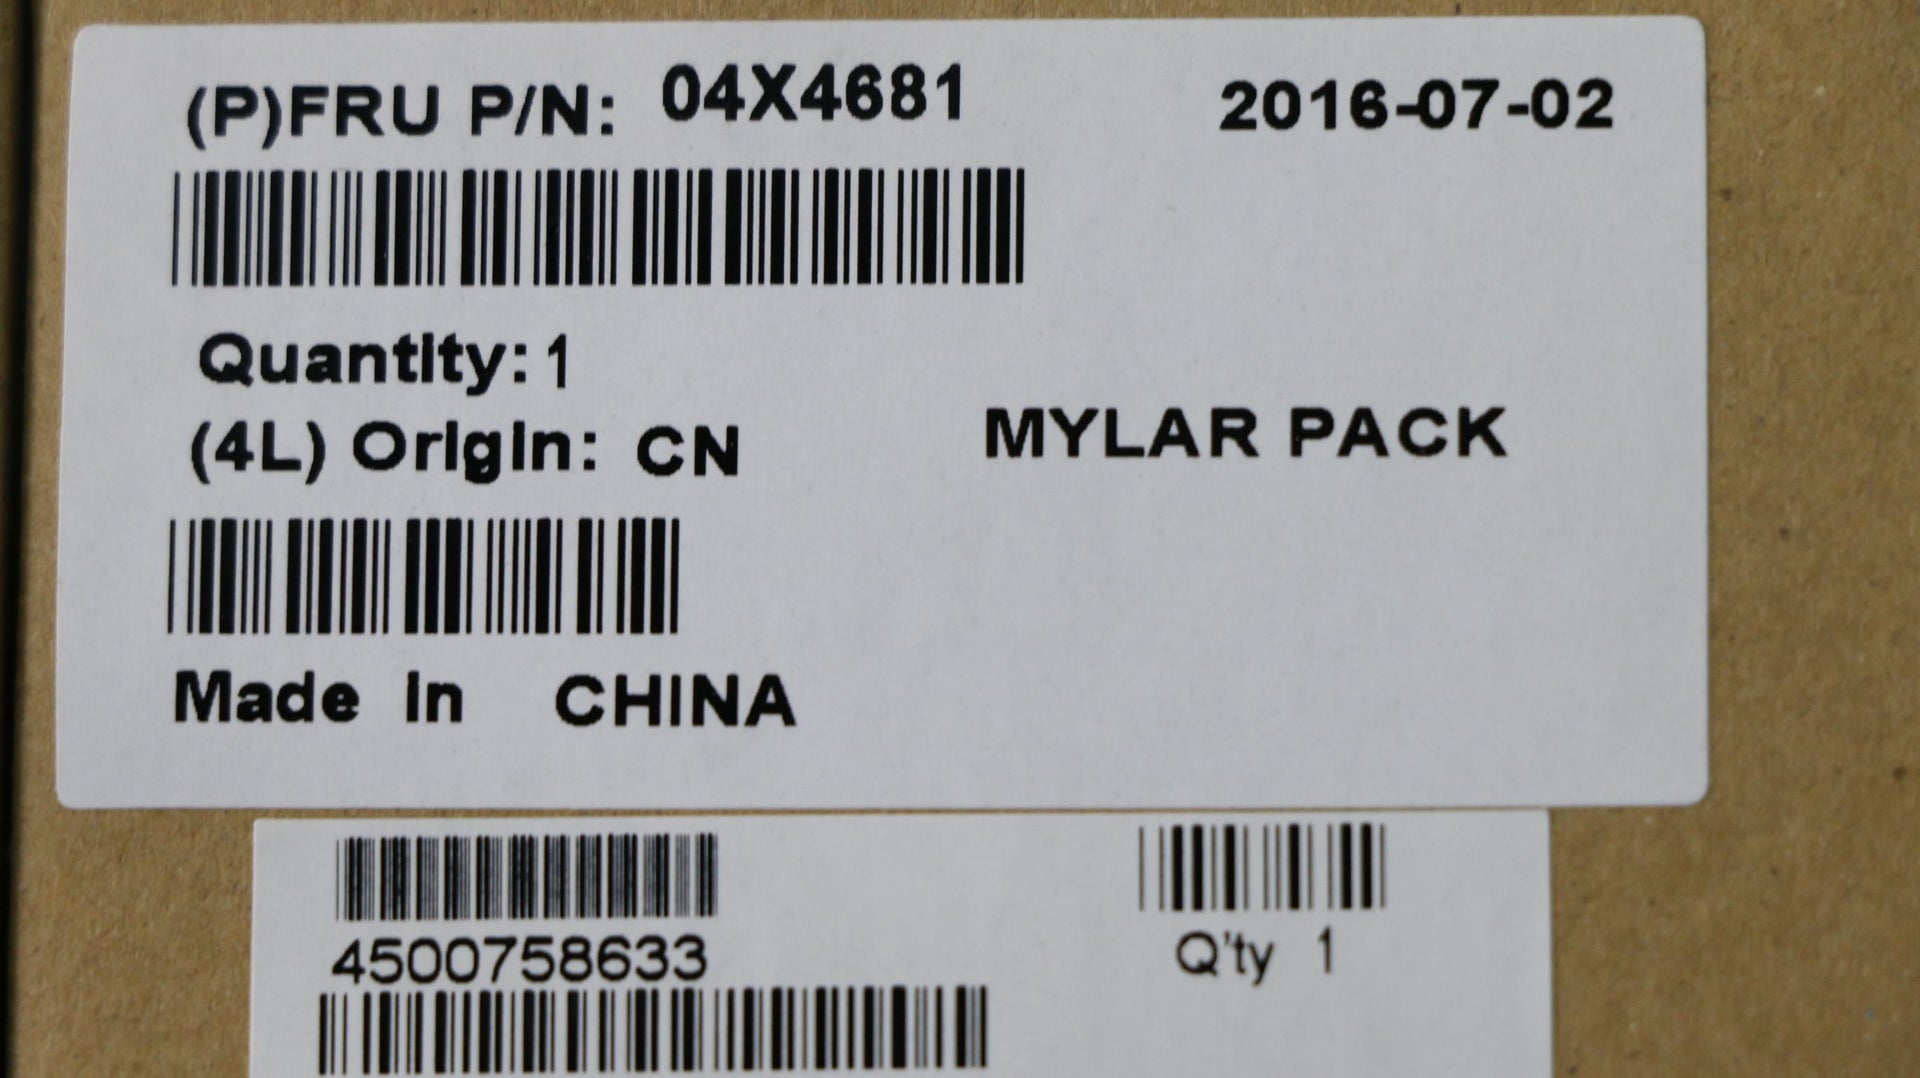 (P)FRU P/N: 04X4681 2016-07-02
Quantity: 1
(4L) Origin: CN MYLAR PACK
Made In CHINA
4500758633 Q'ty 1